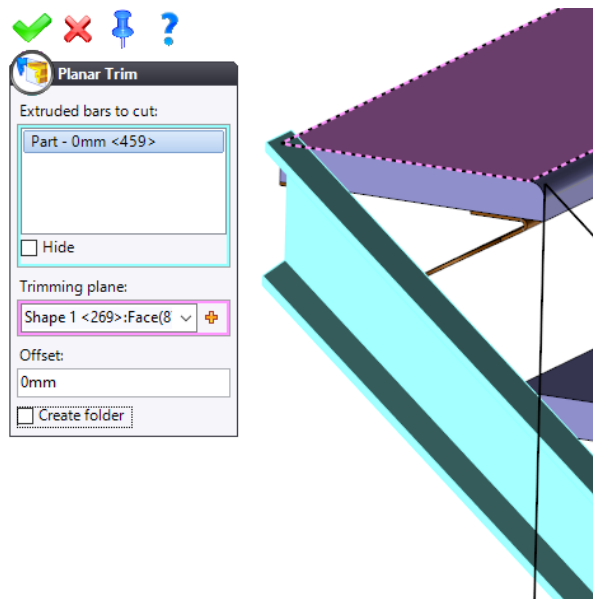 ?
Planar Trim
Extruded bars to cut:
Part - 0mm <459>
Hide
Trimming plane:
Shape 1 <269>:Face(8
Offset:
0mm
Create folder